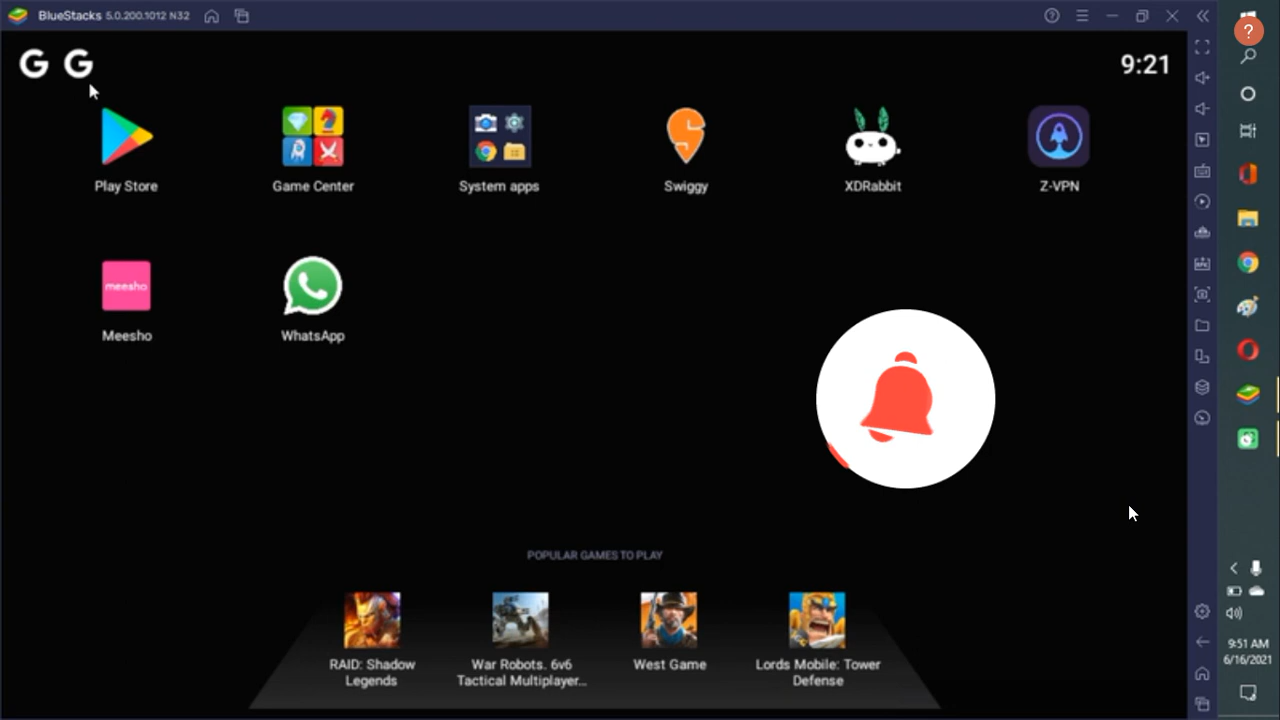 BlueStacks 5.0.200.1012 N32
G G
9:21
Play Store
Game Center
System apps
Swiggy
XDRabbit
Z-VPN
meesho
Meesho
WhatsApp
POPULAR GAMES TO PLAY
RAID: Shadow
Legends
War Robots. 6v6
Tactical Multiplayer...
West Game
Lords Mobile: Tower
Defense
9:51 AM
6/16/2021